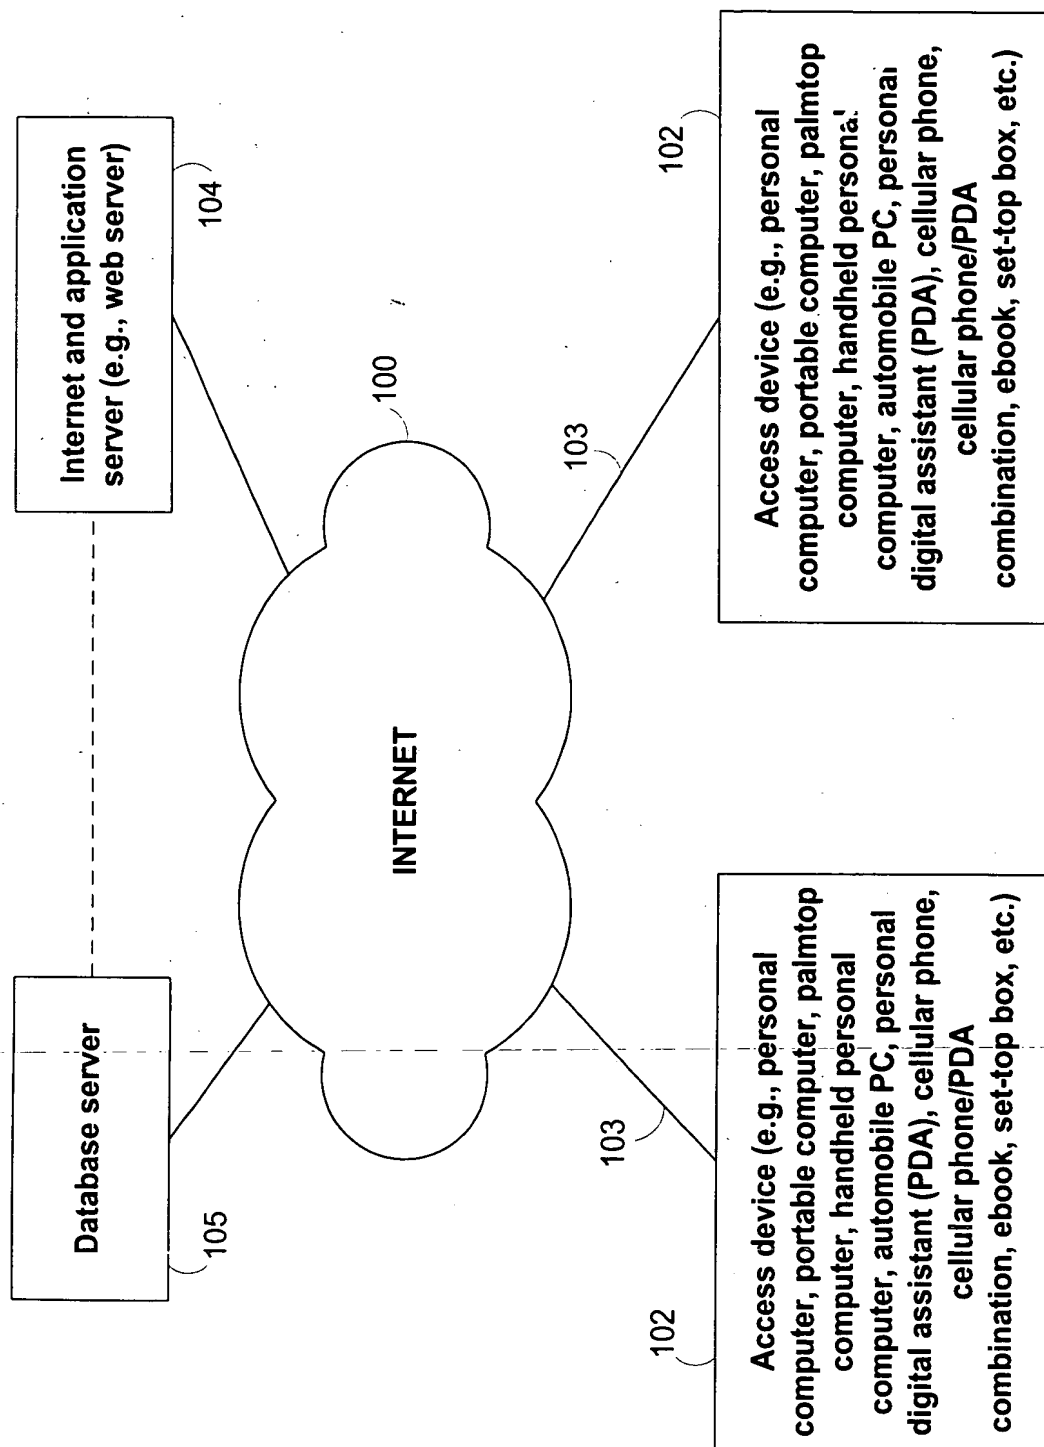 Database server
105
Internet and application
server (e.g., web server)
104
100
INTERNET
103
103
102
Access device (e.g., personal
computer, portable computer, palmtop
computer, handheld personal
computer, automobile PC, personal
digital assistant (PDA), cellular phone,
cellular phone/PDA
combination, ebook, set-top box, etc.)
102
Access device (e.g., personal
computer, portable computer, palmtop
computer, handheld personal
computer, automobile PC, personal
digital assistant (PDA), cellular phone,
cellular phone/PDA
combination, ebook, set-top box, etc.)